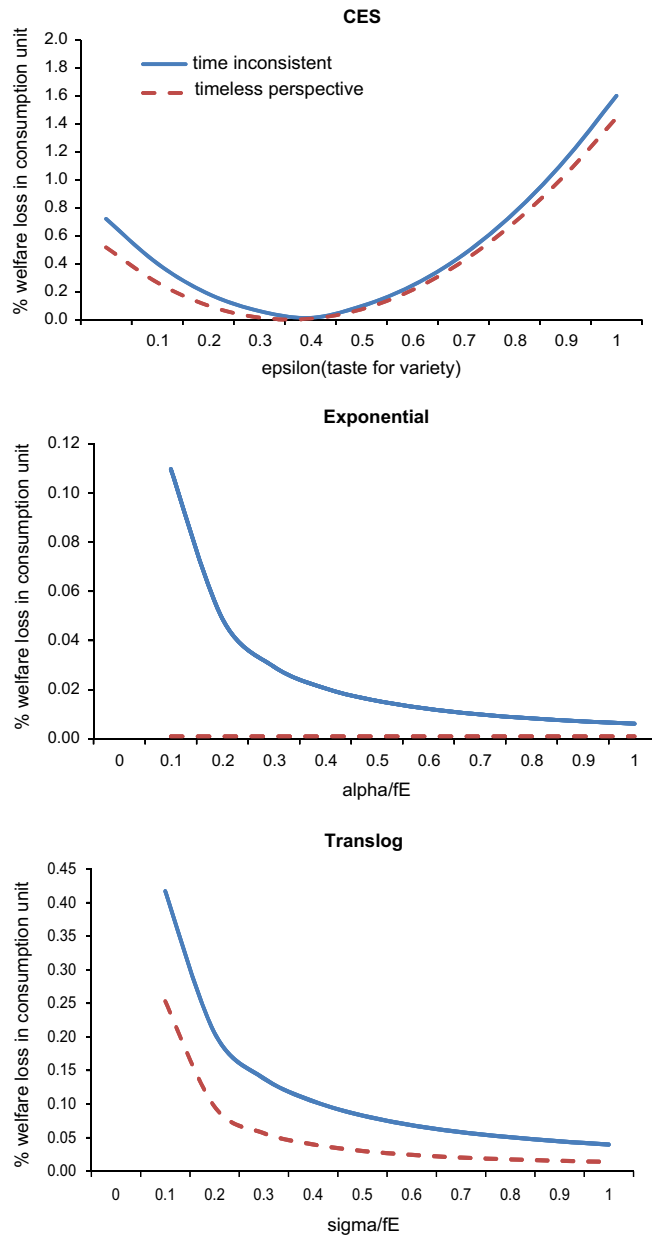 CES
% welfare loss in consumption unit
2.0
1.8
1.6
1.4
1.2
1.0
0.8
0.6
0.4
0.2
0.0
time inconsistent
timeless perspective
0.1 0.2 0.3 0.4 0.5 0.6 0.7 0.8 0.9 1
epsilon(taste for variety)
Exponential
% welfare loss in consumption unit
0.12
0.10
0.08
0.06
0.04
0.02
0.00
0 0.1 0.2 0.3 0.4 0.5 0.6 0.7 0.8 0.9 1
alpha/fE
Translog
% welfare loss in consumption unit
0.45
0.40
0.35
0.30
0.25
0.20
0.15
0.10
0.05
0.00
0 0.1 0.2 0.3 0.4 0.5 0.6 0.7 0.8 0.9 1
sigma/fE